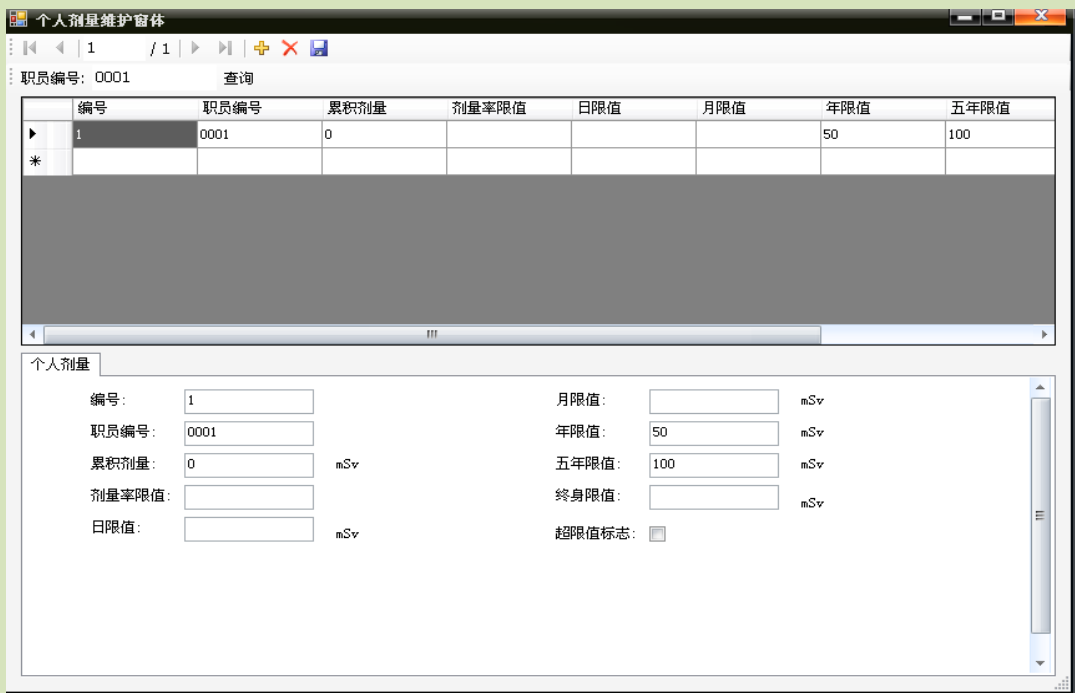 个人剂量维护窗体
1 / 1
职员编号: 0001 查询
编号 职员编号 累积剂量 剂量率限值 日限值 月限值 年限值 五年限值
1 0001 0 50 100
个人剂量
编号: 1 月限值: mSv
职员编号: 0001 年限值: 50 mSv
累积剂量: 0 mSv 五年限值: 100 mSv
剂量率限值: 终身限值: mSv
日限值: mSv 超限值标志: